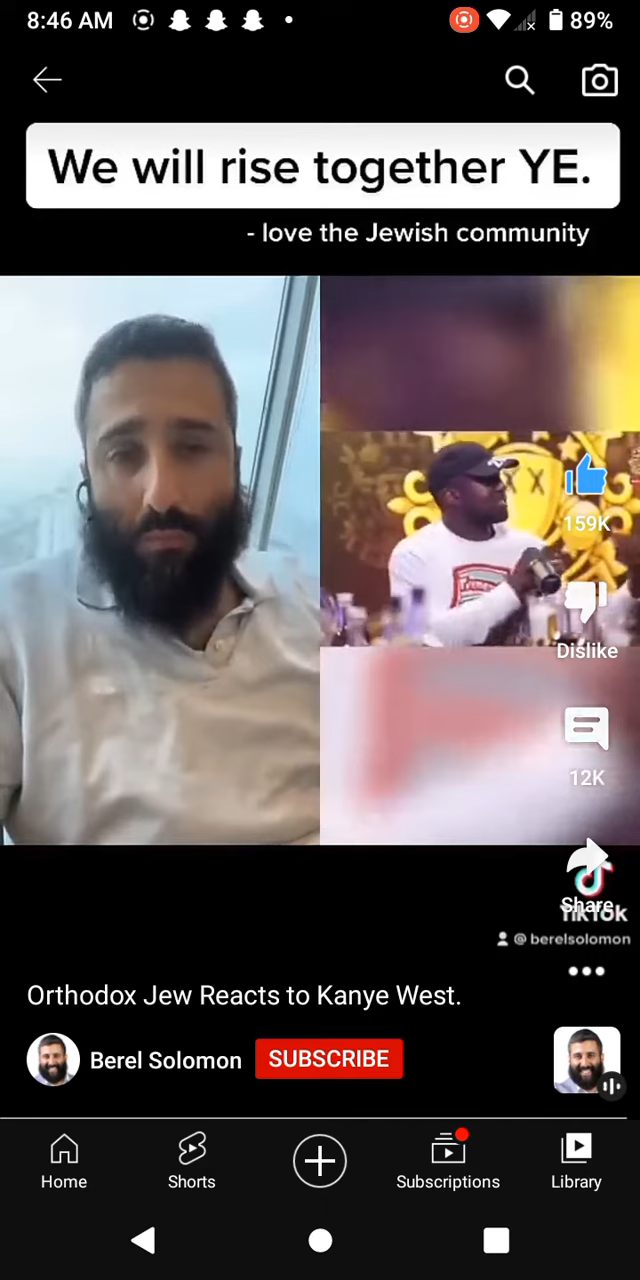 8:46 AM
89%
We will rise together YE.
- love the Jewish community
XX
159K
Dislike
12K
Share
TikTok
@ berelsolomon
Orthodox Jew Reacts to Kanye West.
Berel Solomon
SUBSCRIBE
Home
Shorts
Subscriptions
Library